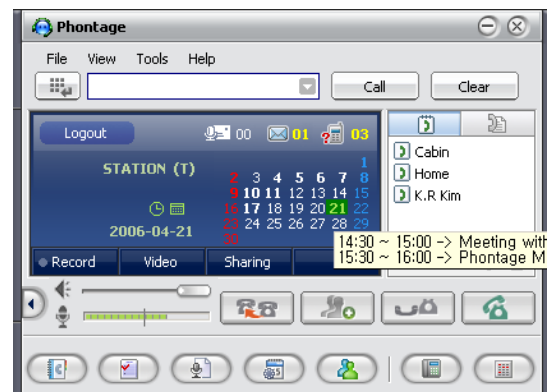 Phontage
File View Tools Help
Call Clear
Logout 00 01 03
STATION (T)
1
2 3 4 5 6 7 8
9 10 11 12 13 14 15
16 17 18 19 20 21 22
23 24 25 26 27 28 29
30
2006-04-21
Cabin
Home
K.R Kim
14:30 ~ 15:00 -> Meeting with
15:30 ~ 16:00 -> Phontage M
Record Video Sharing